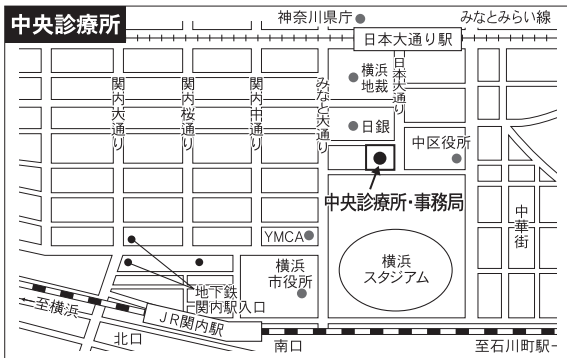 中央診療所
神奈川県庁
みなとみらい線
日本大通り駅
関内大通り
関内桜通り
関内中通り
みなと大通り
横浜
地裁
日本大通り
日銀
中区役所
中央診療所・事務局
中華街
YMCA
横浜
市役所
横浜
スタジアム
地下鉄
関内駅入口
←至横浜
JR関内駅
北口
南口
至石川町駅→